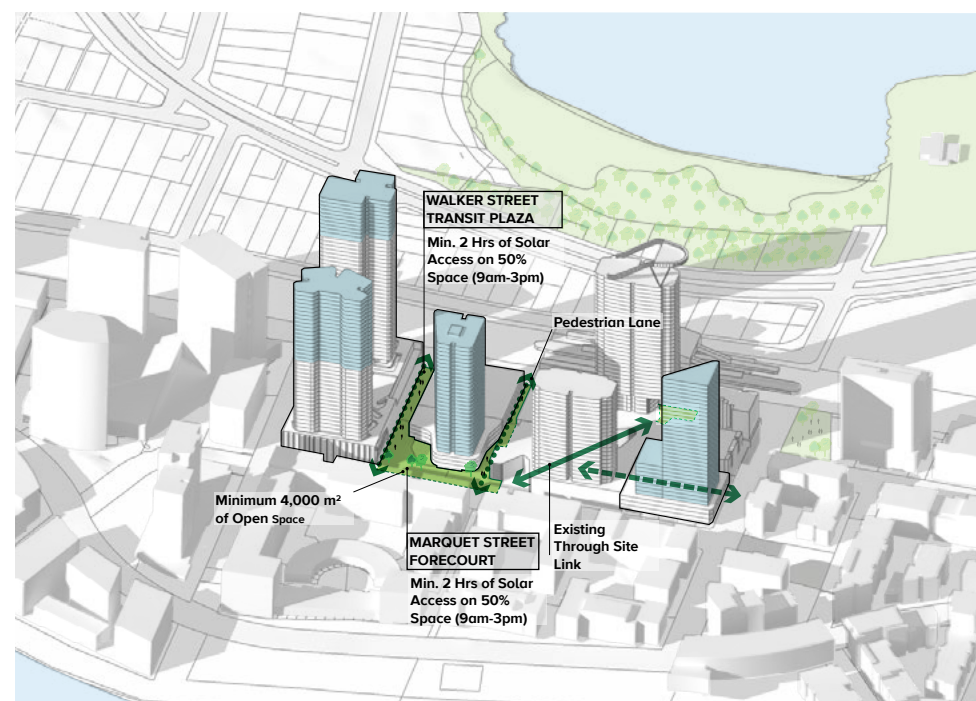 WALKER STREET
TRANSIT PLAZA
Min. 2 Hrs of Solar
Access on 50%
Space (9am-3pm)
Pedestrian Lane
Minimum 4,000 m²
of Open Space
MARQUET STREET
FORECOURT
Min. 2 Hrs of Solar
Access on 50%
Space (9am-3pm)
Existing
Through Site
Link